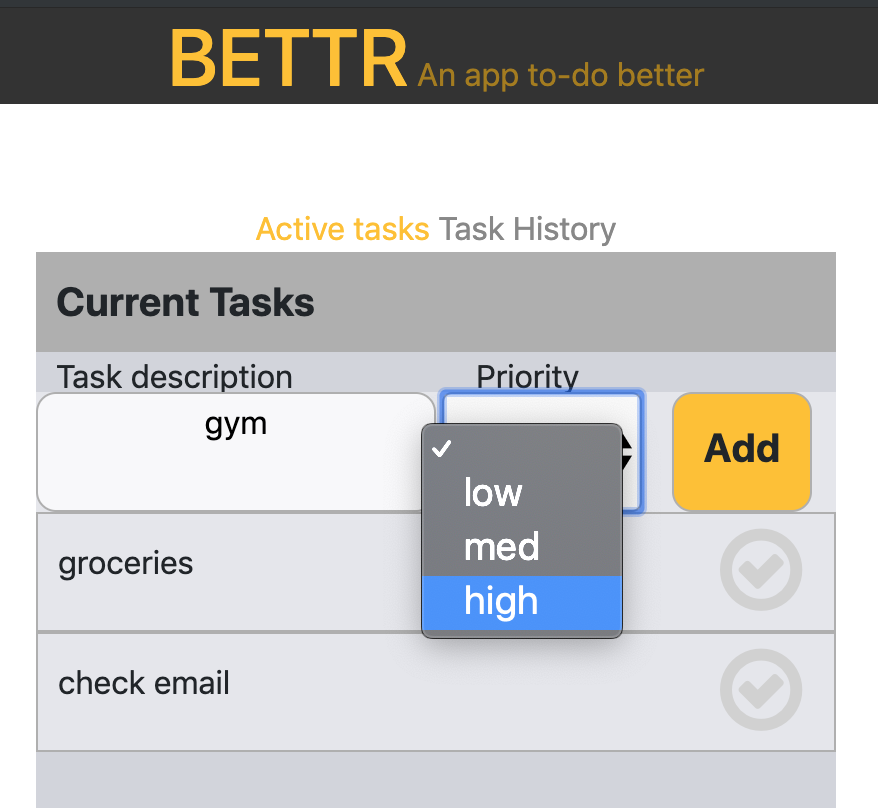 BETTR An app to-do better
Active tasks Task History
Current Tasks
Task description Priority
gym
Add
low
med
high
groceries
check email